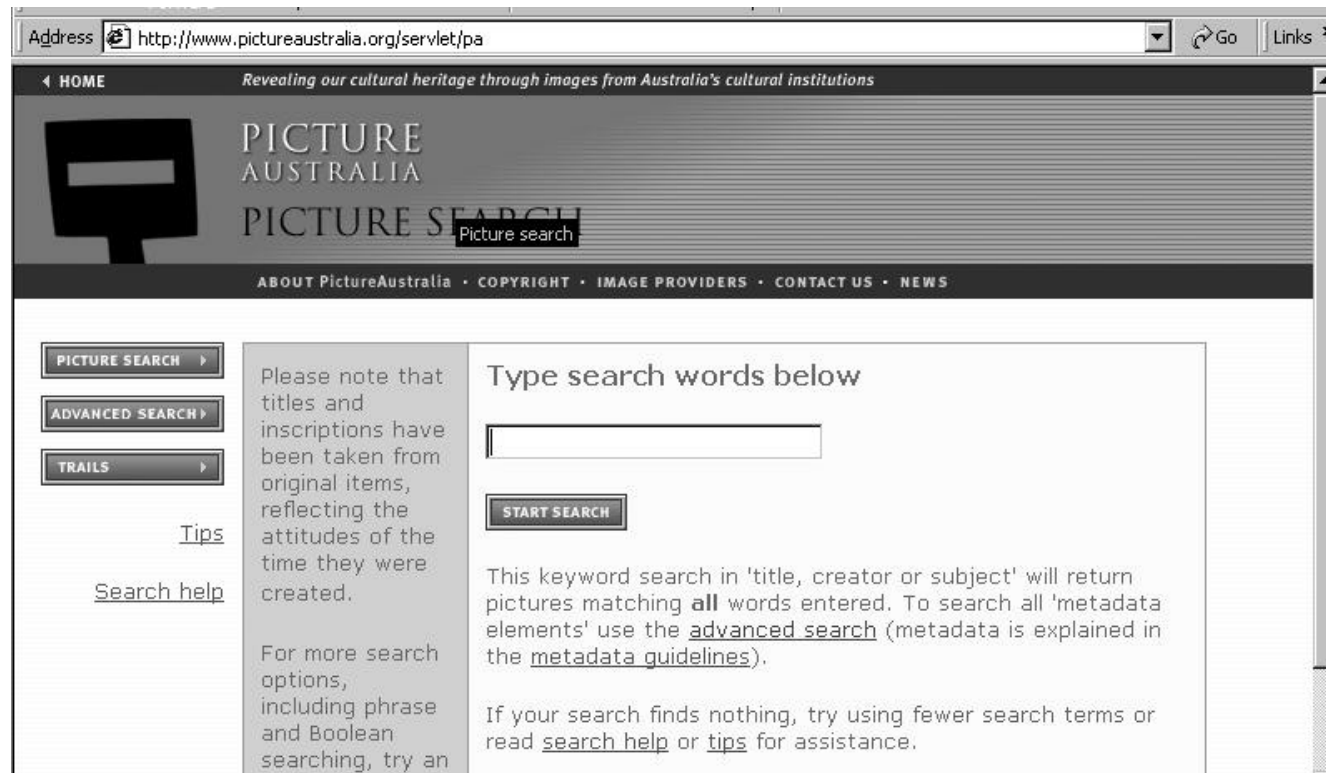 Address http://www.pictureaustralia.org/servlet/pa Go Links
HOME Revealing our cultural heritage through images from Australia's cultural institutions
PICTURE
AUSTRALIA
PICTURE SEARCH
Picture search
ABOUT PictureAustralia • COPYRIGHT • IMAGE PROVIDERS • CONTACT US • NEWS
PICTURE SEARCH
ADVANCED SEARCH
TRAILS
Tips
Search help
Please note that
titles and
inscriptions have
been taken from
original items,
reflecting the
attitudes of the
time they were
created.
For more search
options,
including phrase
and Boolean
searching, try an
Type search words below
START SEARCH
This keyword search in 'title, creator or subject' will return
pictures matching all words entered. To search all 'metadata
elements' use the advanced search (metadata is explained in
the metadata guidelines).
If your search finds nothing, try using fewer search terms or
read search help or tips for assistance.